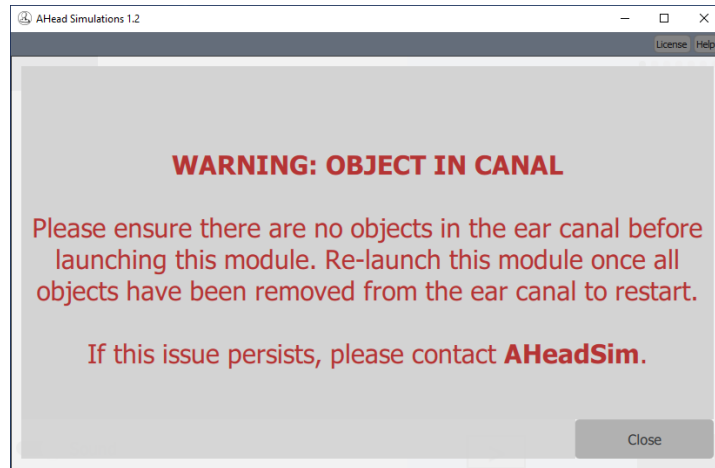 AHead Simulations 1.2
License Help
WARNING: OBJECT IN CANAL
Please ensure there are no objects in the ear canal before
launching this module. Re-launch this module once all
objects have been removed from the ear canal to restart.
If this issue persists, please contact AHeadSim.
Close